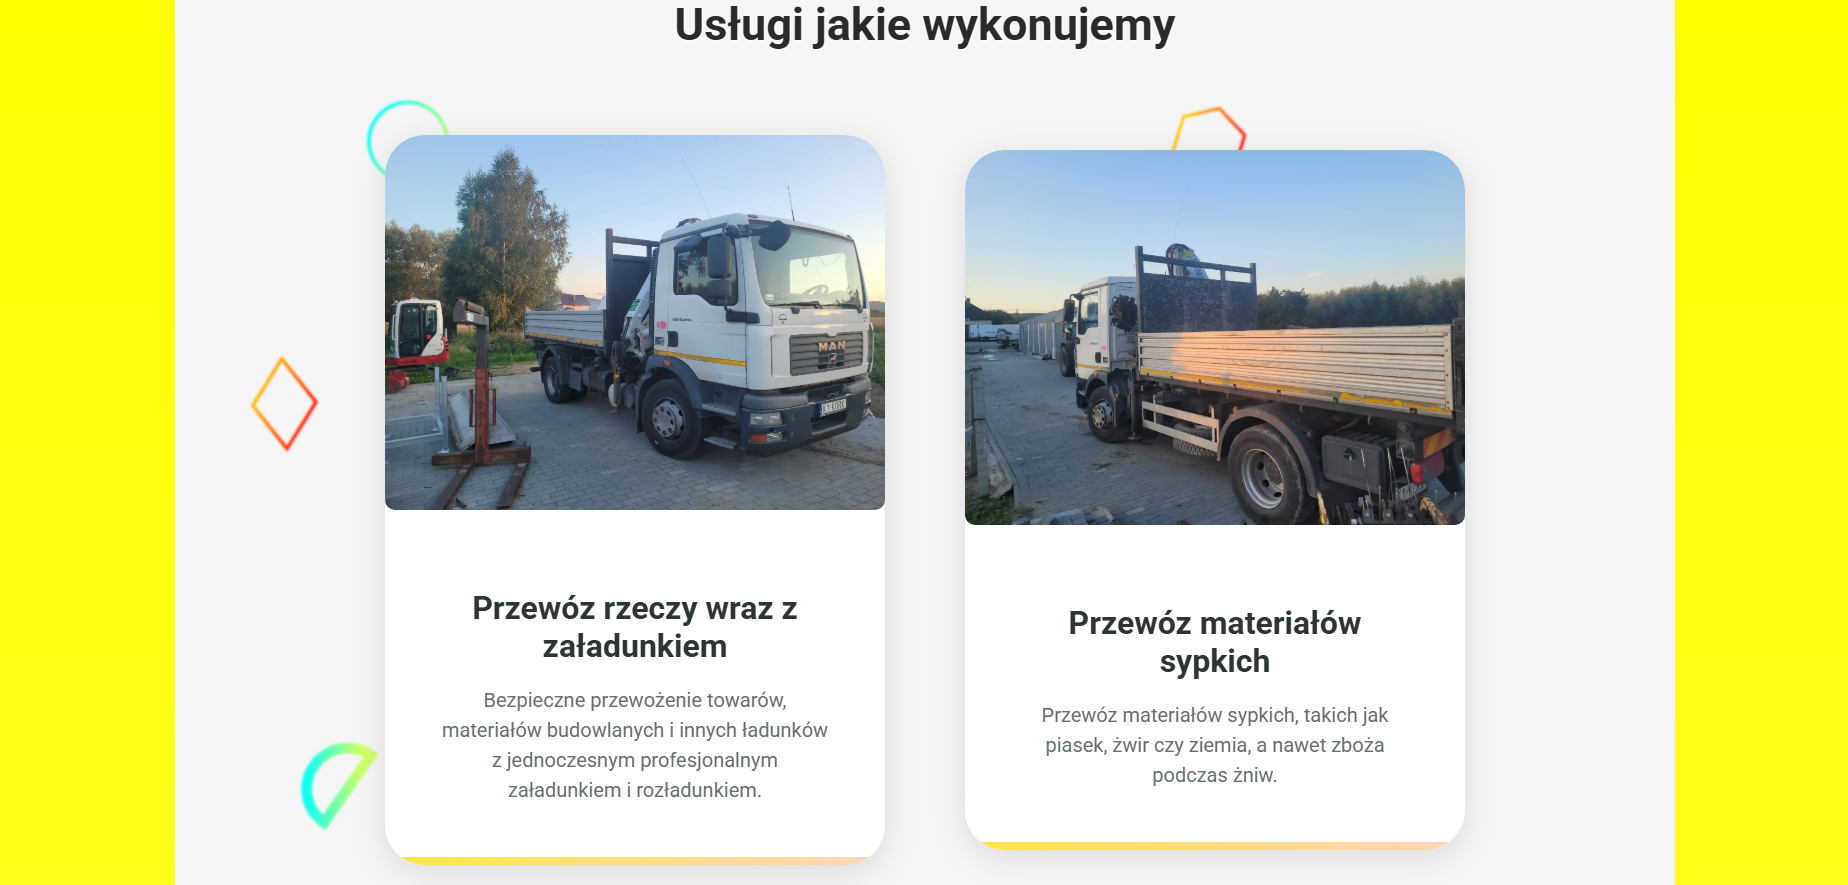 Usługi jakie wykonujemy
MAN
Przewóz rzeczy wraz z
załadunkiem
Bezpieczne przewożenie towarów,
materiałów budowlanych i innych ładunków
z jednoczesnym profesjonalnym
załadunkiem i rozładunkiem.
Przewóz materiałów
sypkich
Przewóz materiałów sypkich, takich jak
piasek, żwir czy ziemia, a nawet zboża
podczas żniw.